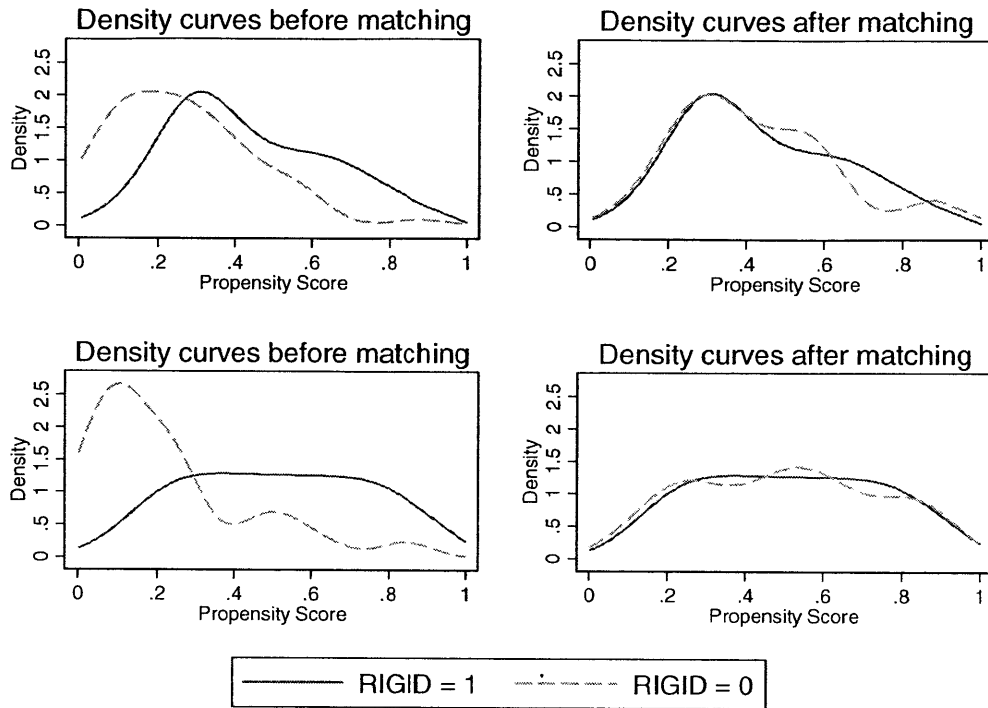 Density curves before matching
Density
0 .5 1 1.5 2 2.5
0 .2 .4 .6 .8 1
Propensity Score
Density curves after matching
Density
0 .5 1 1.5 2 2.5
0 .2 .4 .6 .8 1
Propensity Score
Density curves before matching
Density
0 .5 1 1.5 2 2.5
0 .2 .4 .6 .8 1
Propensity Score
Density curves after matching
Density
0 .5 1 1.5 2 2.5
0 .2 .4 .6 .8 1
Propensity Score
RIGID = 1 RIGID = 0